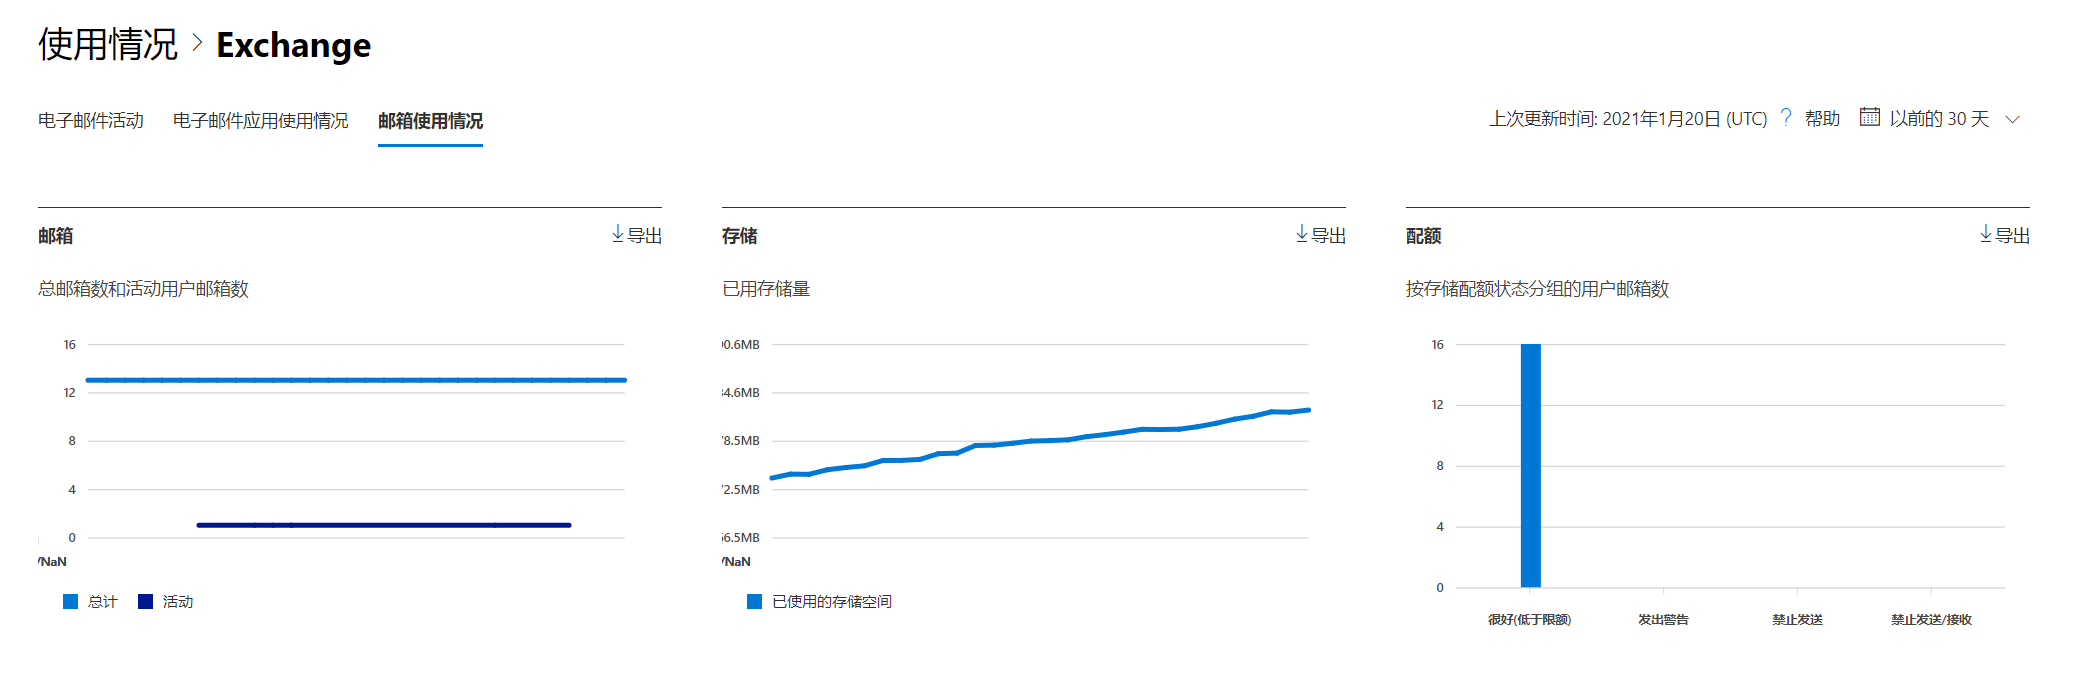 使用情况 > Exchange
电子邮件活动 电子邮件应用使用情况 邮箱使用情况
上次更新时间: 2021年1月20日 (UTC) ? 帮助 以前的 30 天
邮箱 导出
总邮箱数和活动用户邮箱数
16
12
8
4
0
/NaN
总计 活动
存储 导出
已用存储量
0.6MB
4.6MB
8.5MB
2.5MB
6.5MB
/NaN
已使用的存储空间
配额 导出
按存储配额状态分组的用户邮箱数
16
12
8
4
0
很好(低于限额) 发出警告 禁止发送 禁止发送/接收